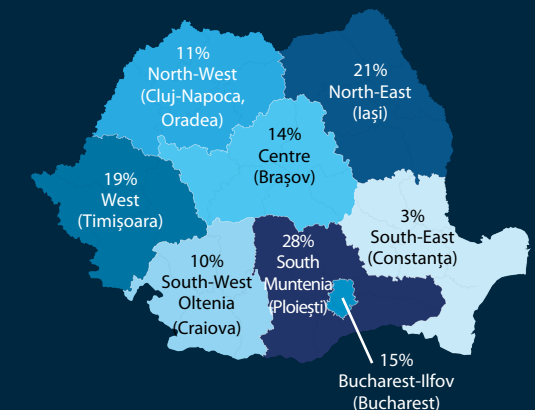 11%
North-West
(Cluj-Napoca,
Oradea)
21%
North-East
(Iași)
14%
Centre
(Brașov)
19%
West
(Timișoara)
3%
South-East
(Constanța)
10%
South-West
Oltenia
(Craiova)
28%
South
Muntenia
(Ploiești)
15%
Bucharest-Ilfov
(Bucharest)